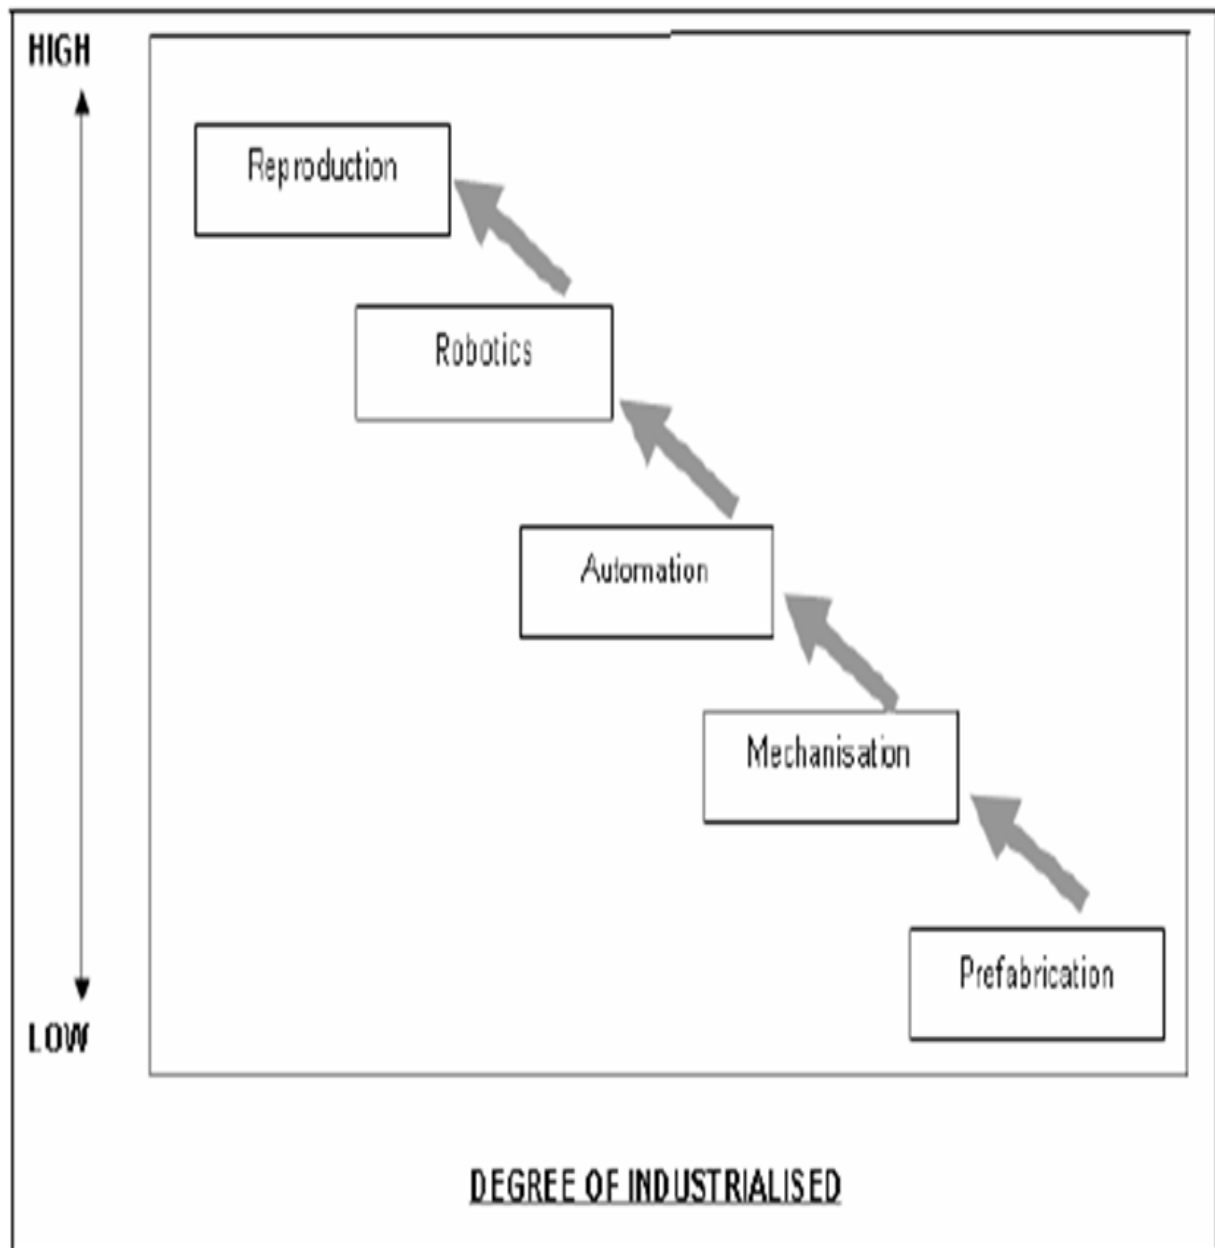 HIGH
Reproduction
Robotics
Automation
Mechanisation
Prefabrication
LOW
DEGREE OF INDUSTRIALISED